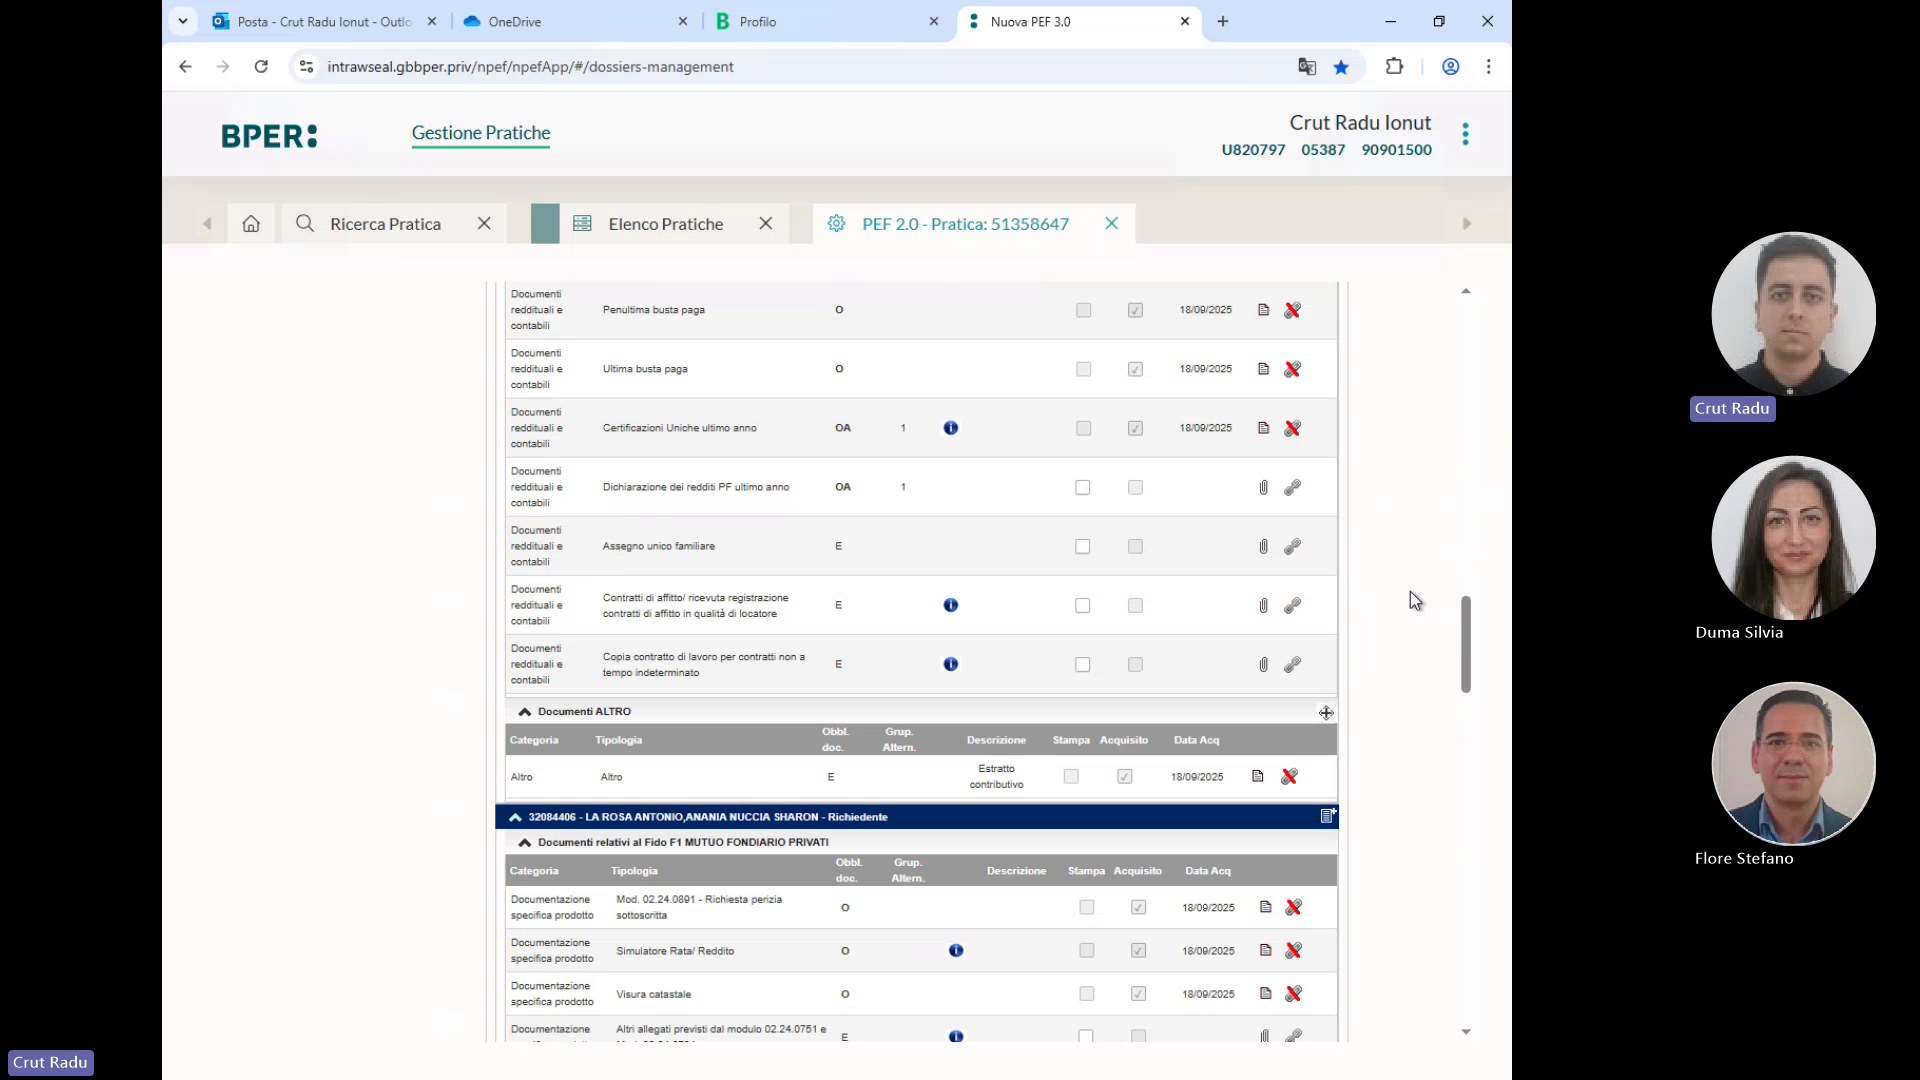 Posta - Crut Radu Ionut - Outlo
OneDrive
Profilo
Nuova PEF 3.0
intrawseal.gbbper.priv/npef/npefApp/#/dossiers-management
BPER:
Gestione Pratiche
Crut Radu Ionut
U820797 05387 90901500
Ricerca Pratica
Elenco Pratiche
PEF 2.0 - Pratica: 51358647
Documenti
redditualli e
contabili
Penultima busta paga O 18/09/2025
Documenti
reddituali e
contabili
Ultima busta paga O 18/09/2025
Documenti
reddituali e
contabili
Certificazioni Uniche ultimo anno OA 1 18/09/2025
Documenti
reddituali e
contabili
Dichiarazione dei redditi PF ultimo anno OA 1
Documenti
reddituali e
contabili
Assegno unico familiare E
Documenti
reddituali e
contabili
Contratti di affitto/ ricevuta registrazione
contratti di affitto in qualità di locatore
E
Documenti
reddituali e
contabili
Copia contratto di lavoro per contratti non a
tempo indeterminato
E
Documenti ALTRO
Categoria Tipologia Obbl. doc. Grup. Altern. Descrizione Stampa Acquisito Data Acq
Altro Altro E Estratto contributivo 18/09/2025
32084406 - LA ROSA ANTONIO,ANANIA NUCCIA SHARON - Richiedente
Documenti relativi al Fido F1 MUTUO FONDIARIO PRIVATI
Categoria Tipologia Obbl. doc. Grup. Altern. Descrizione Stampa Acquisito Data Acq
Documentazione
specifica prodotto
Mod. 02.24.0891 - Richiesta perizia
sottoscritta
O 18/09/2025
Documentazione
specifica prodotto
Simulatore Rata/ Reddito O 18/09/2025
Documentazione
specifica prodotto
Visura catastale O 18/09/2025
Documentazione
Altri allegati previsti dal modulo 02.24.0751 e
E
Crut Radu
Duma Silvia
Flore Stefano
Crut Radu